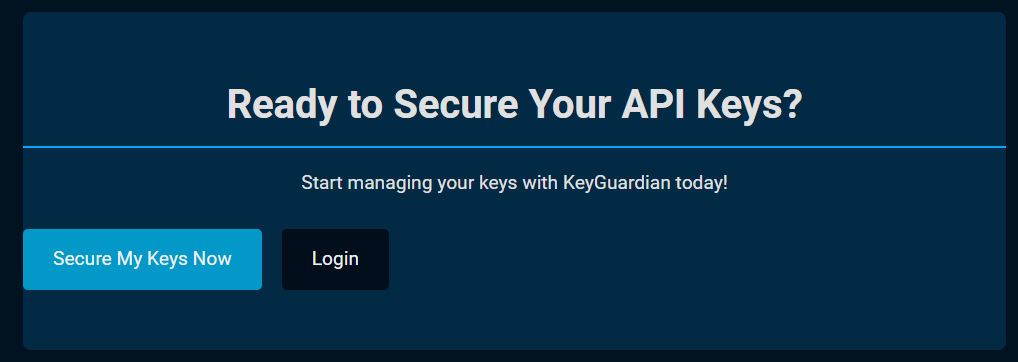 Ready to Secure Your API Keys?
Start managing your keys with KeyGuardian today!
Secure My Keys Now
Login